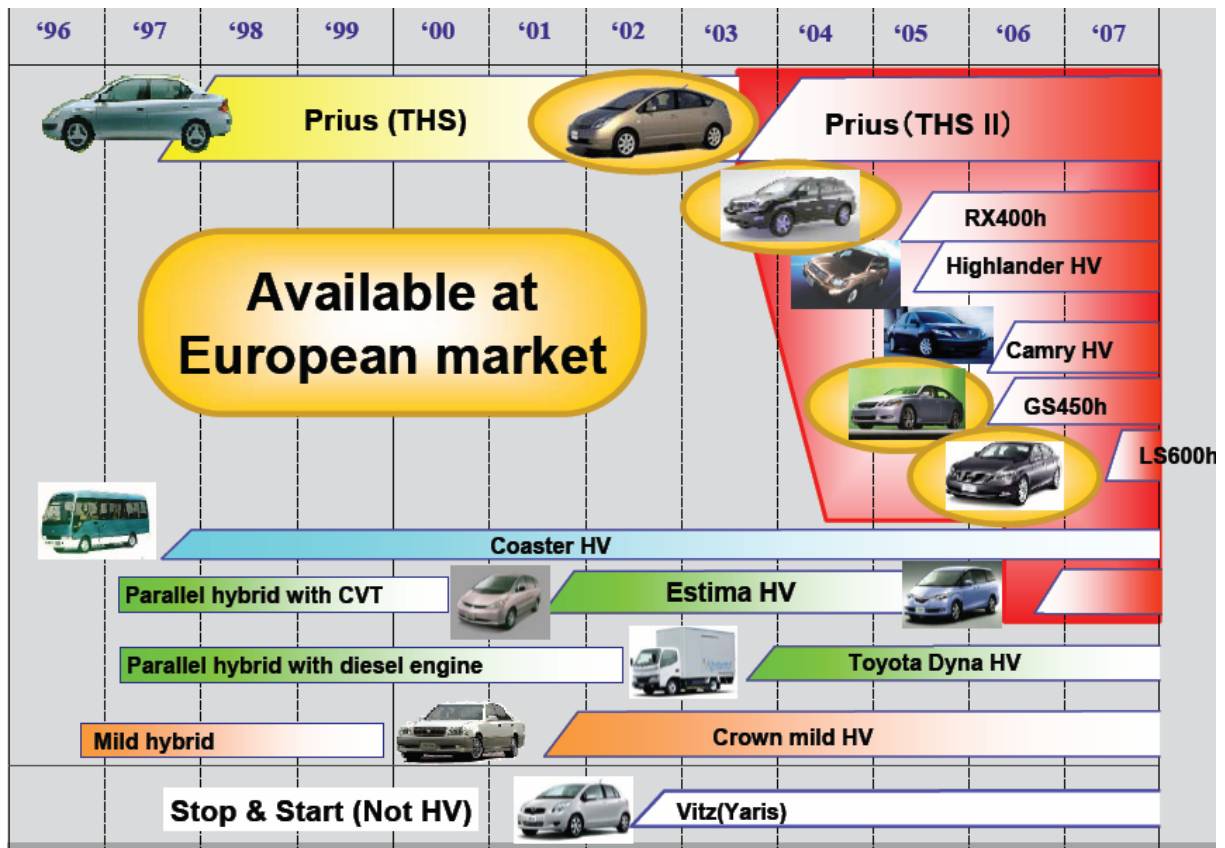 ‘96 ‘97 ‘98 ‘99 ‘00 ‘01 ‘02 ‘03 ‘04 ‘05 ‘06 ‘07
Prius (THS)
Prius(THS II)
RX400h
Highlander HV
Available at
European market
Camry HV
GS450h
LS600h
Coaster HV
Parallel hybrid with CVT
Estima HV
Parallel hybrid with diesel engine
Toyota Dyna HV
Mild hybrid
Crown mild HV
Stop & Start (Not HV)
Vitz(Yaris)